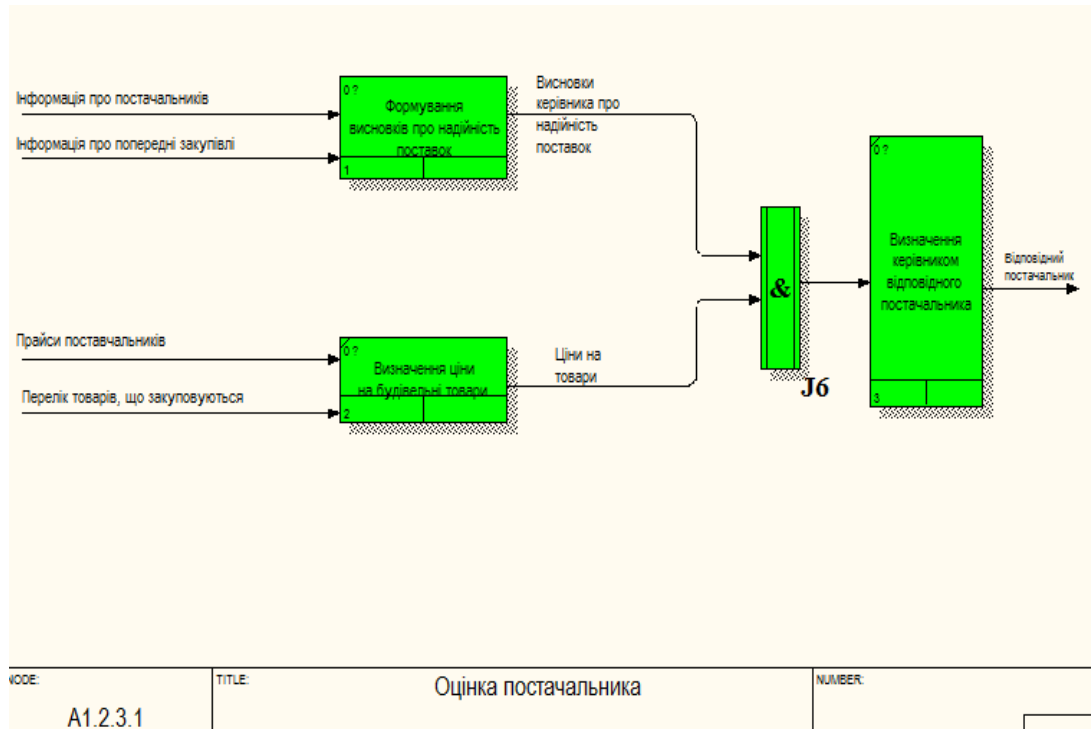 Інформація про постачальників
Інформація про попередні закупівлі
0 ?
Формування
висновків про надійність
поставок
1
Висновки
керівника про
надійність
поставок
Прайси поставчальників
Перелік товарів, що закуповуються
0 ?
Визначення ціни
на будівельні товари
2
Ціни на
товари
&
J6
0 ?
Визначення
керівником
відповідного
постачальника
3
Відповідний
постачальник
NODE:
A1.2.3.1
TITLE:
Оцінка постачальника
NUMBER: